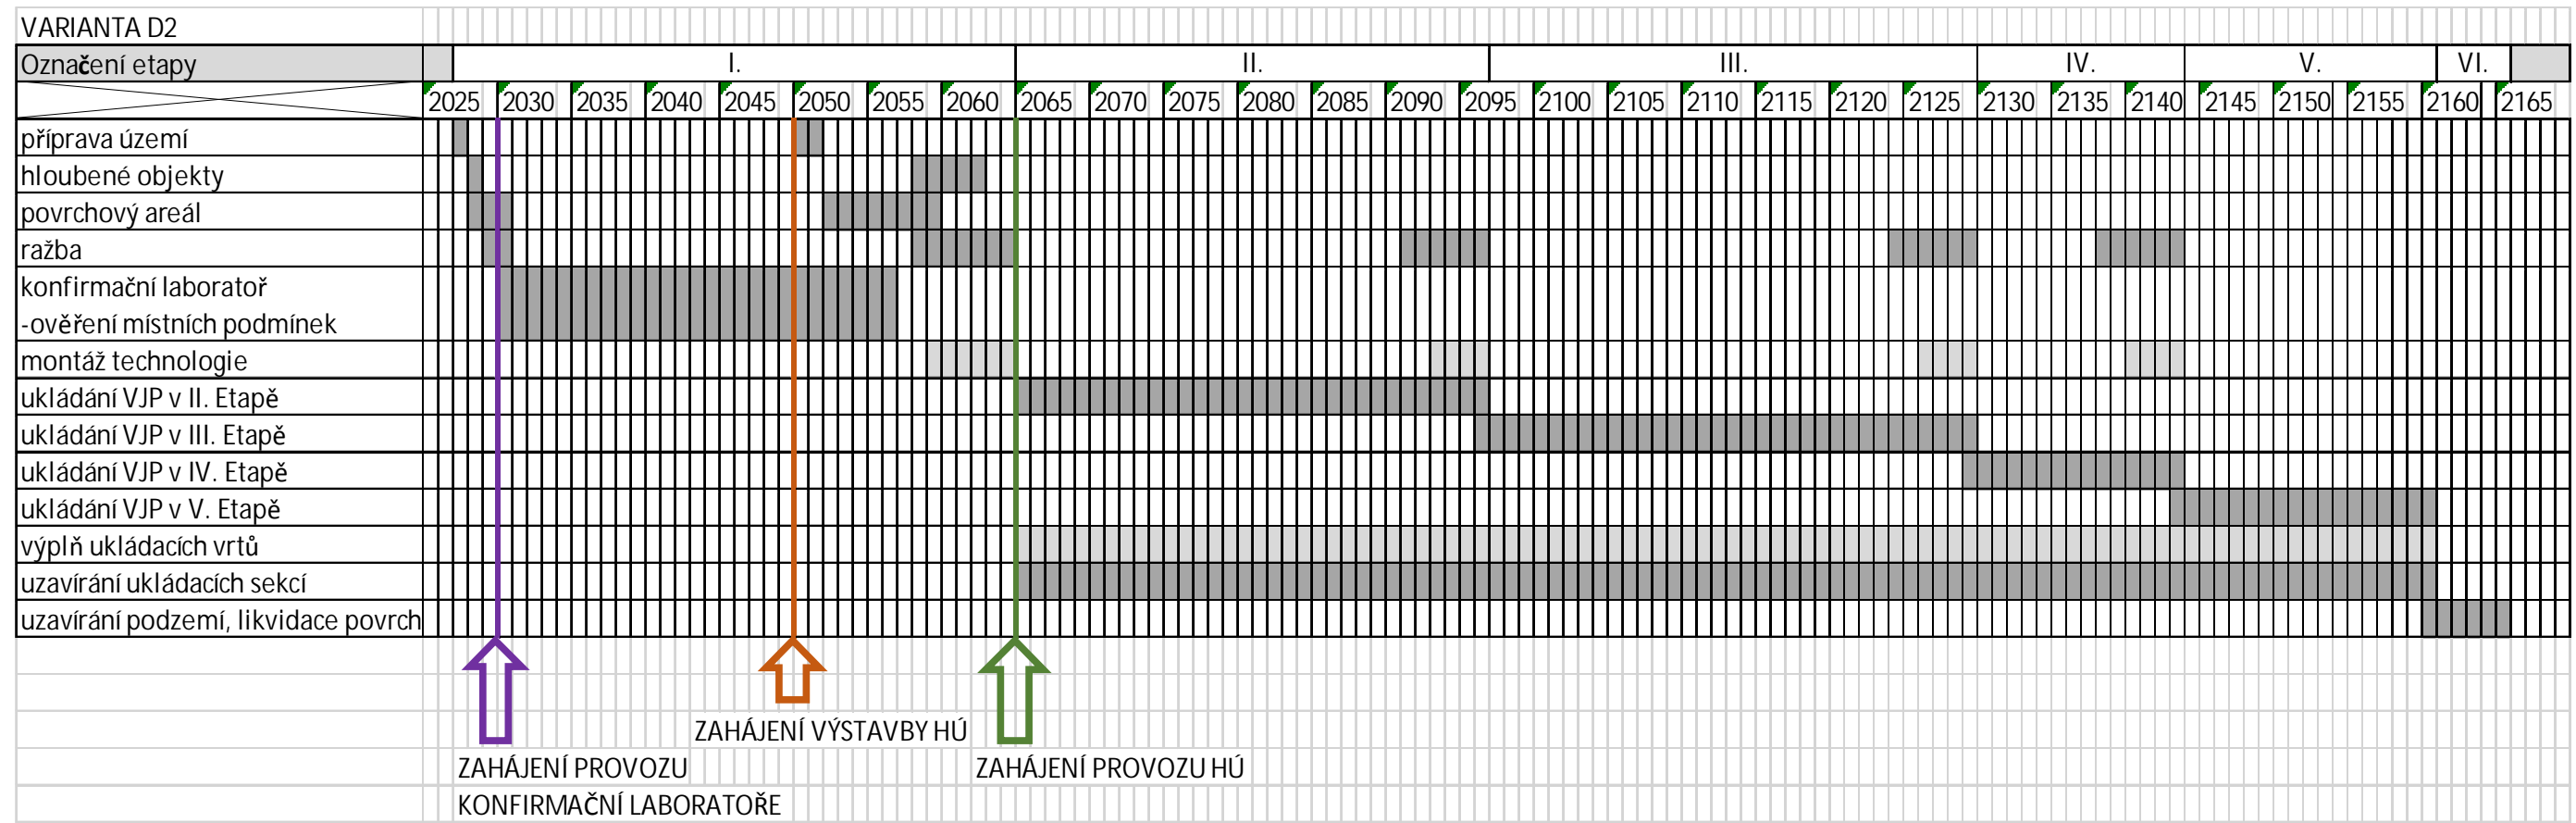 VARIANTA D2
Označení etapy I. II. III. IV. V. VI.
2025 2030 2035 2040 2045 2050 2055 2060 2065 2070 2075 2080 2085 2090 2095 2100 2105 2110 2115 2120 2125 2130 2135 2140 2145 2150 2155 2160 2165
příprava území
hloubené objekty
povrchový areál
ražba
konfirmační laboratoř
-ověření místních podmínek
montáž technologie
ukládání VJP v II. Etapě
ukládání VJP v III. Etapě
ukládání VJP v IV. Etapě
ukládání VJP v V. Etapě
výplň ukládacích vrtů
uzavírání ukládacích sekcí
uzavírání podzemí, likvidace povrch
ZAHÁJENÍ VÝSTAVBY HÚ
ZAHÁJENÍ PROVOZU ZAHÁJENÍ PROVOZU HÚ
KONFIRMAČNÍ LABORATOŘE